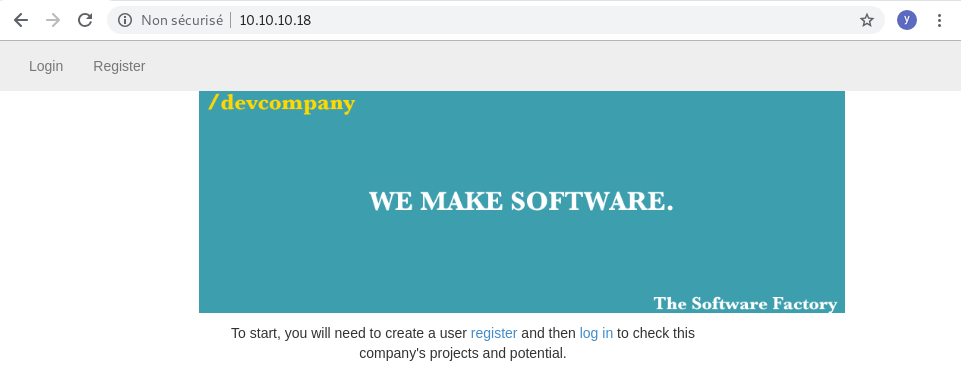 Non sécurisé 10.10.10.18
y
Login Register
/devcompany
WE MAKE SOFTWARE.
The Software Factory
To start, you will need to create a user register and then log in to check this
company's projects and potential.